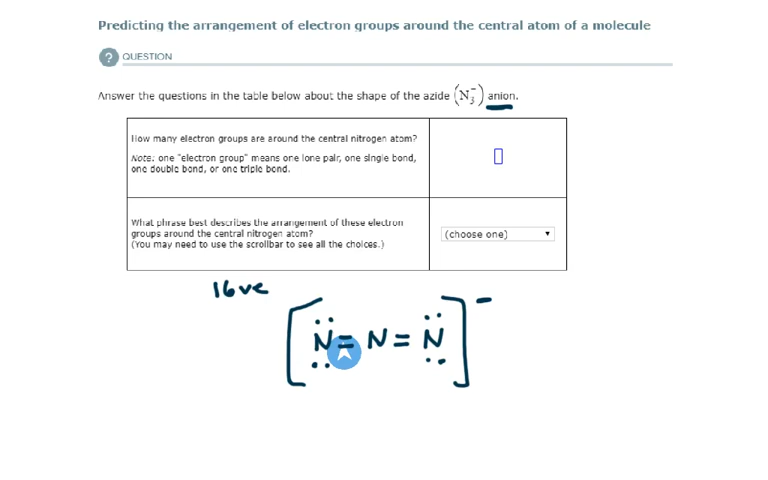 Predicting the arrangement of electron groups around the central atom of a molecule
? QUESTION
Answer the questions in the table below about the shape of the azide (N₃⁻) anion.
How many electron groups are around the central nitrogen atom?
Note: one "electron group" means one lone pair, one single bond,
one double bond, or one triple bond.
What phrase best describes the arrangement of these electron
groups around the central nitrogen atom?
(You may need to use the scrollbar to see all the choices.)
(choose one)
16 ve
[N = N = N]⁻